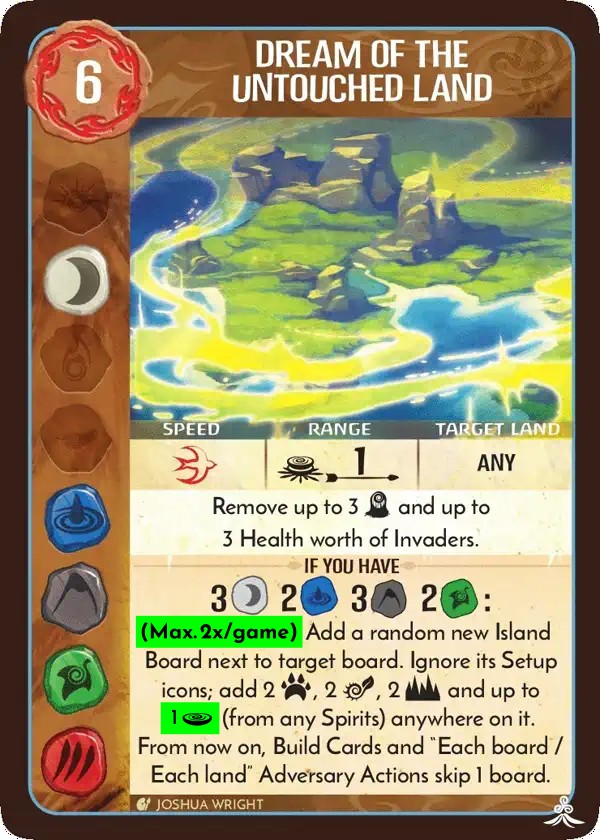 6
DREAM OF THE
UNTOUCHED LAND
SPEED RANGE TARGET LAND
1 ANY
Remove up to 3 and up to
3 Health worth of Invaders.
IF YOU HAVE
3 2 3 2 :
(Max. 2x/game) Add a random new Island
Board next to target board. Ignore its Setup
icons; add 2 , 2 , 2 and up to
1 (from any Spirits) anywhere on it.
From now on, Build Cards and "Each board /
Each land" Adversary Actions skip 1 board.
JOSHUA WRIGHT